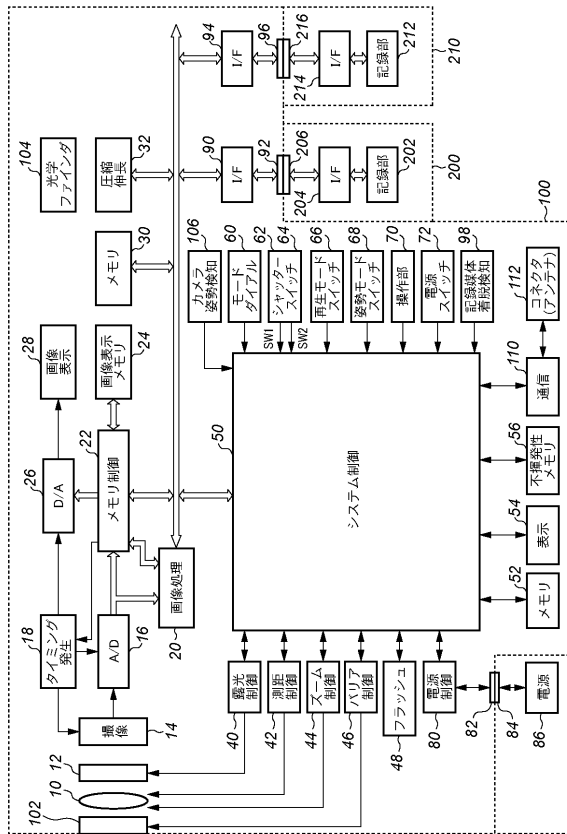 104
光学
ファインダ
32
圧縮
伸長
30
メモリ
28
画像
表示
24
画像表示
メモリ
26
D/A
22
メモリ制御
18
タイミング
発生
16
A/D
20
画像処理
14
撮像
12
10
102
94
I/F
96
216
214
I/F
212
記録部
210
90
I/F
92
206
204
I/F
202
記録部
200
100
106
カメラ
姿勢検知
60
モード
ダイアル
62
64
シャッター
スイッチ
SW1
SW2
66
再生モード
スイッチ
68
姿勢モード
スイッチ
70
操作部
72
電源
スイッチ
98
記録媒体
着脱検知
50
システム制御
40
露光
制御
42
測距
制御
44
ズーム
制御
46
バリア
制御
48
フラッシュ
80
電源
制御
82
84
86
電源
52
メモリ
54
表示
56
不揮発性
メモリ
110
通信
112
コネクタ
(アンテナ)